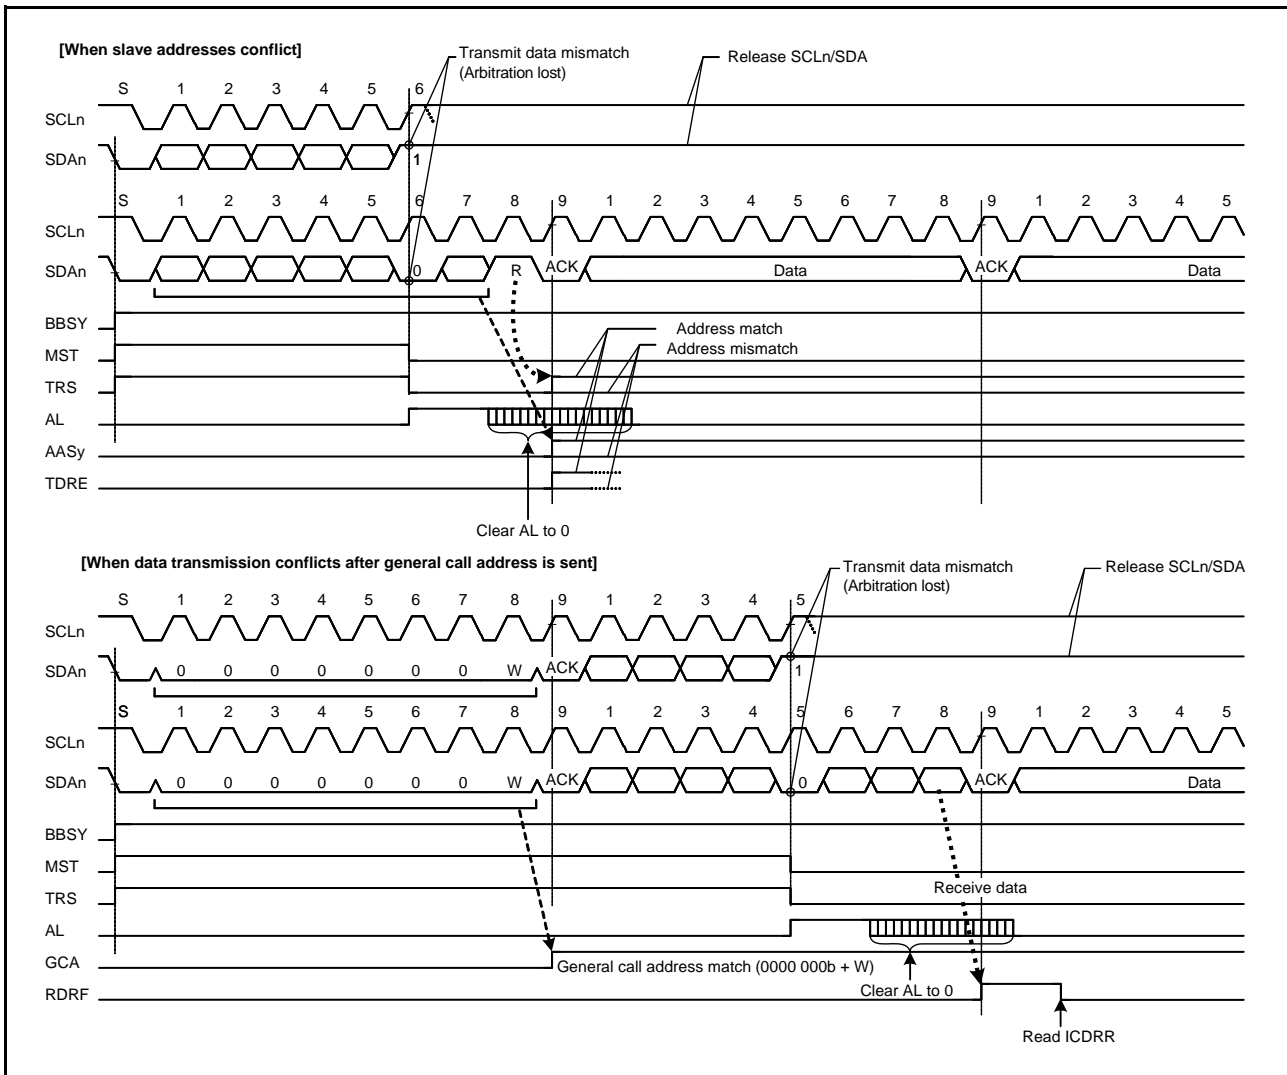 [When slave addresses conflict]
Transmit data mismatch
(Arbitration lost)
Release SCLn/SDA
S 1 2 3 4 5 6
SCLn
SDAn 1
S 1 2 3 4 5 6 7 8 9 1 2 3 4 5 6 7 8 9 1 2 3 4 5
SCLn
SDAn 0 R ACK Data ACK Data
BBSY
Address match
MST
Address mismatch
TRS
AL
AASy
TDRE
Clear AL to 0
[When data transmission conflicts after general call address is sent]
Transmit data mismatch
(Arbitration lost)
Release SCLn/SDA
S 1 2 3 4 5 6 7 8 9 1 2 3 4 5
SCLn
SDAn 0 0 0 0 0 0 0 W ACK 1
S 1 2 3 4 5 6 7 8 9 1 2 3 4 5 6 7 8 9 1 2 3 4 5
SCLn
SDAn 0 0 0 0 0 0 0 W ACK 0 ACK Data
BBSY
MST
TRS
Receive data
AL
GCA
General call address match (0000 000b + W)
Clear AL to 0
RDRF
Read ICDRR